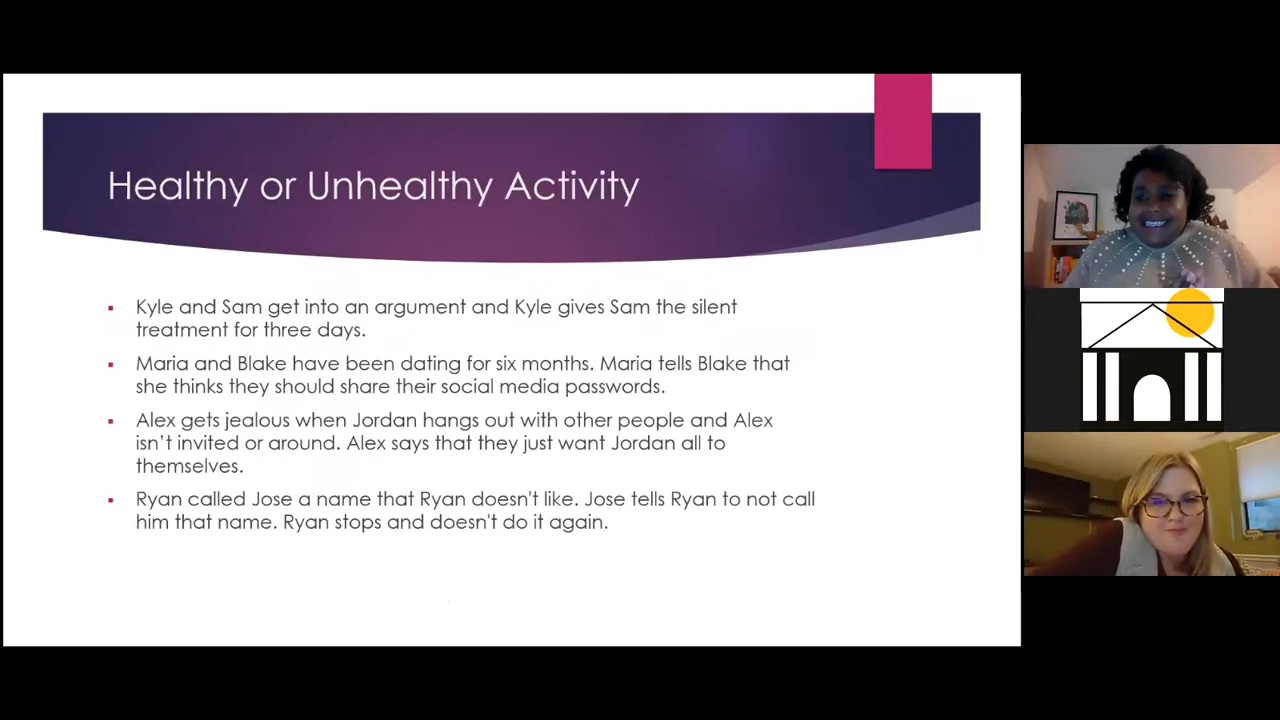 Healthy or Unhealthy Activity
Kyle and Sam get into an argument and Kyle gives Sam the silent
treatment for three days.
Maria and Blake have been dating for six months. Maria tells Blake that
she thinks they should share their social media passwords.
Alex gets jealous when Jordan hangs out with other people and Alex
isn’t invited or around. Alex says that they just want Jordan all to
themselves.
Ryan called Jose a name that Ryan doesn't like. Jose tells Ryan to not call
him that name. Ryan stops and doesn't do it again.